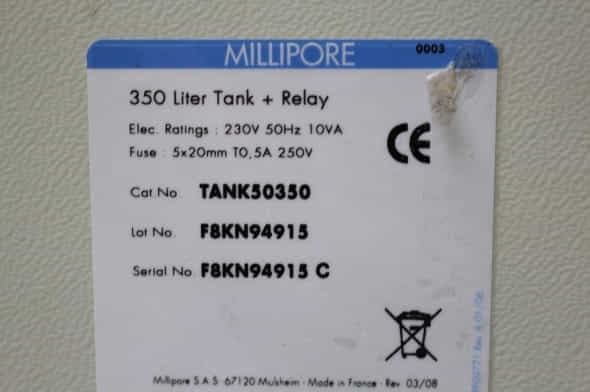 MILLIPORE
0003
350 Liter Tank + Relay
Elec. Ratings : 230V 50Hz 10VA
Fuse : 5x20mm T0,5A 250V
CE
Cat.No. TANK50350
Lot No. F8KN94915
Serial No. F8KN94915 C
Millipore S.A.S - 67120 Molsheim - Made in France - Rev. 03/08